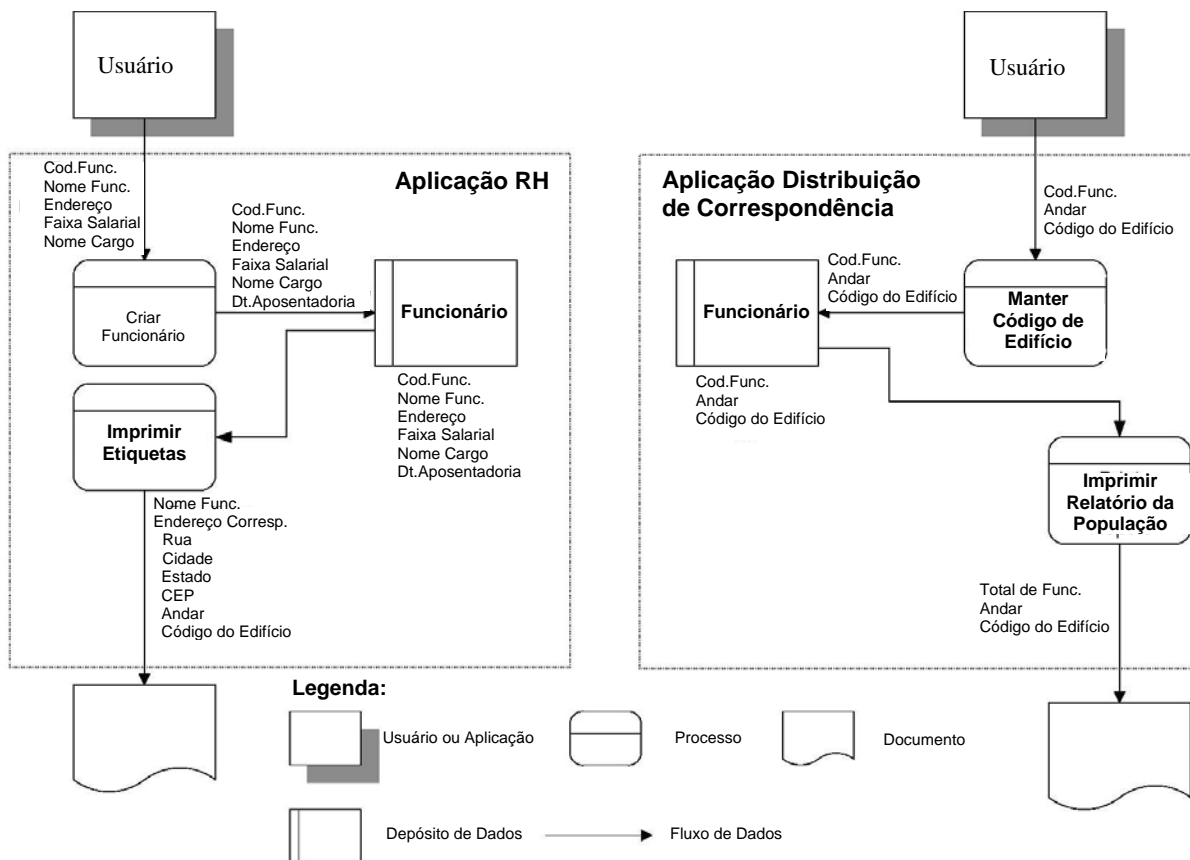 Usuário
Cod.Func.
Nome Func.
Endereço
Faixa Salarial
Nome Cargo
Aplicação RH
Cod.Func.
Nome Func.
Endereço
Faixa Salarial
Nome Cargo
Dt.Aposentadoria
Criar
Funcionário
Funcionário
Cod.Func.
Nome Func.
Endereço
Faixa Salarial
Nome Cargo
Dt.Aposentadoria
Imprimir
Etiquetas
Nome Func.
Endereço Corresp.
Rua
Cidade
Estado
CEP
Andar
Código do Edifício
Usuário
Aplicação Distribuição
de Correspondência
Cod.Func.
Andar
Código do Edifício
Cod.Func.
Andar
Código do Edifício
Manter
Código de
Edifício
Funcionário
Cod.Func.
Andar
Código do Edifício
Imprimir
Relatório da
População
Total de Func.
Andar
Código do Edifício
Legenda:
Usuário ou Aplicação
Processo
Documento
Depósito de Dados
Fluxo de Dados